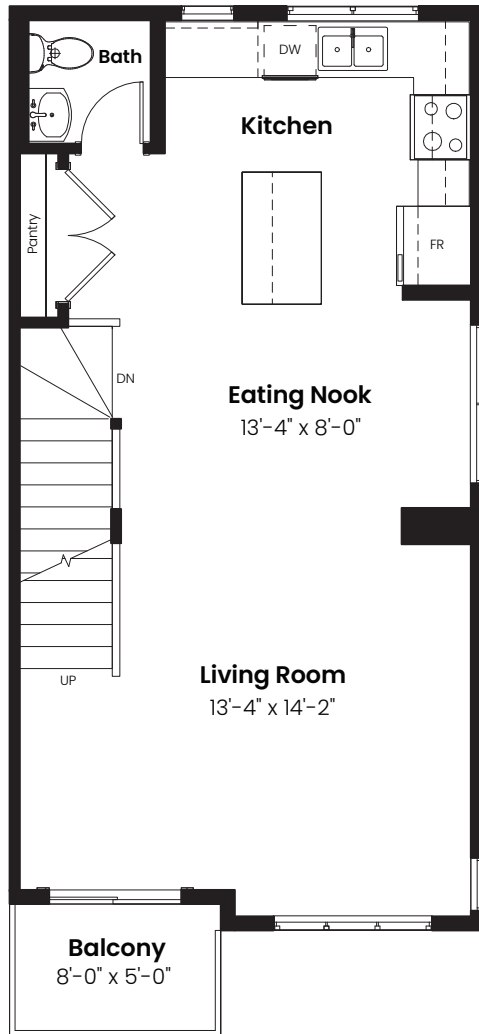 Bath
DW
Kitchen
Pantry
FR
DN
Eating Nook
13'-4" x 8'-0"
Living Room
13'-4" x 14'-2"
UP
Balcony
8'-0" x 5'-0"